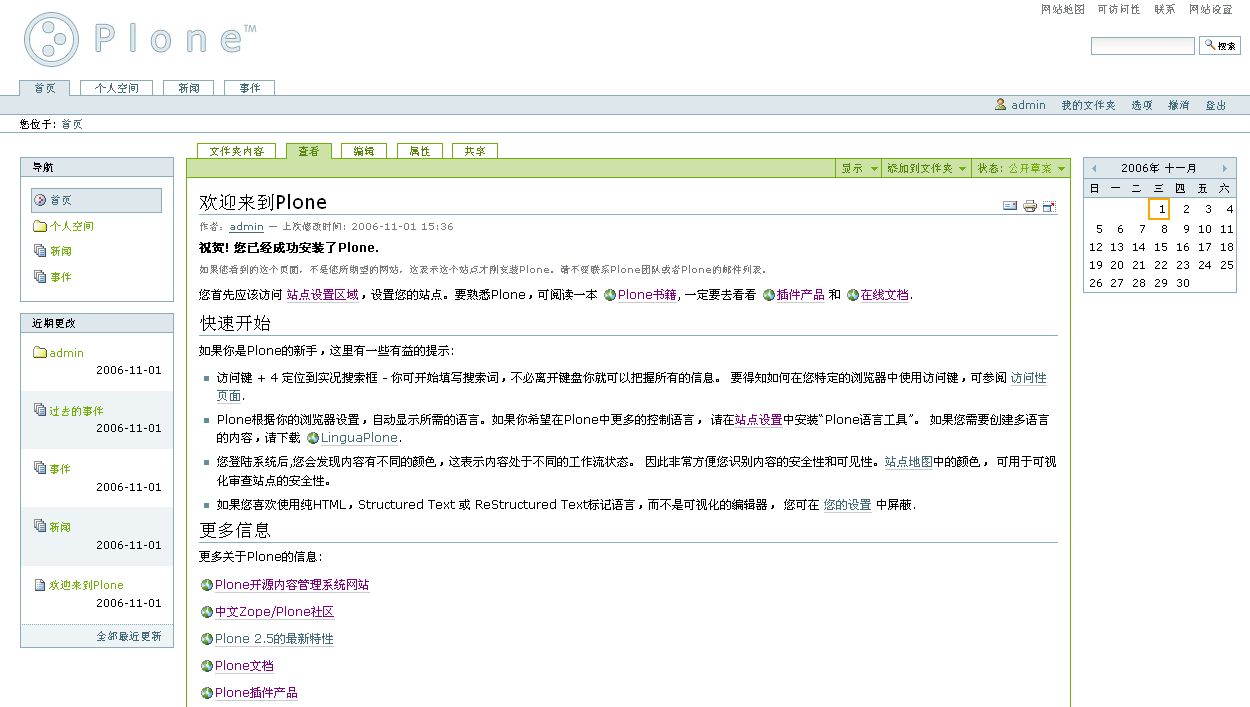 网站地图 可访问性 联系 网站设置
Plone™
搜索
首页 个人空间 新闻 事件
admin 我的文件夹 选项 撤消 登出
您位于: 首页
导航
首页
个人空间
新闻
事件
近期更改
admin
2006-11-01
过去的事件
2006-11-01
事件
2006-11-01
新闻
2006-11-01
欢迎来到Plone
2006-11-01
全部最近更新
文件夹内容 查看 编辑 属性 共享
显示 添加到文件夹 状态: 公开草案
欢迎来到Plone
作者: admin — 上次修改时间: 2006-11-01 15:36
祝贺! 您已经成功安装了Plone.
如果您看到的这个页面，不是您所期望的网站，这表示这个站点才刚安装Plone。请不要联系Plone团队或者Plone的邮件列表。
您首先应该访问 站点设置区域，设置您的站点。要熟悉Plone，可阅读一本 Plone书籍, 一定要去看看 插件产品 和 在线文档.
快速开始
如果你是Plone的新手，这里有一些有益的提示:
访问键 + 4 定位到实况搜索框 - 你可开始填写搜索词，不必离开键盘你就可以把握所有的信息。 要得知如何在您特定的浏览器中使用访问键，可参阅 访问性
页面.
Plone根据你的浏览器设置，自动显示所需的语言。如果你希望在Plone中更多的控制语言， 请在站点设置中安装“Plone语言工具”。 如果您需要创建多语言
的内容，请下载 LinguaPlone.
您登陆系统后,您会发现内容有不同的颜色，这表示内容处于不同的工作流状态。 因此非常方便您识别内容的安全性和可见性。站点地图中的颜色， 可用于可视
化审查站点的安全性。
如果您喜欢使用纯HTML，Structured Text 或 ReStructured Text标记语言，而不是可视化的编辑器， 您可在 您的设置 中屏蔽.
更多信息
更多关于Plone的信息:
Plone开源内容管理系统网站
中文Zope/Plone社区
Plone 2.5的最新特性
Plone文档
Plone插件产品
2006年 十一月
日 一 二 三 四 五 六
1 2 3 4
5 6 7 8 9 10 11
12 13 14 15 16 17 18
19 20 21 22 23 24 25
26 27 28 29 30